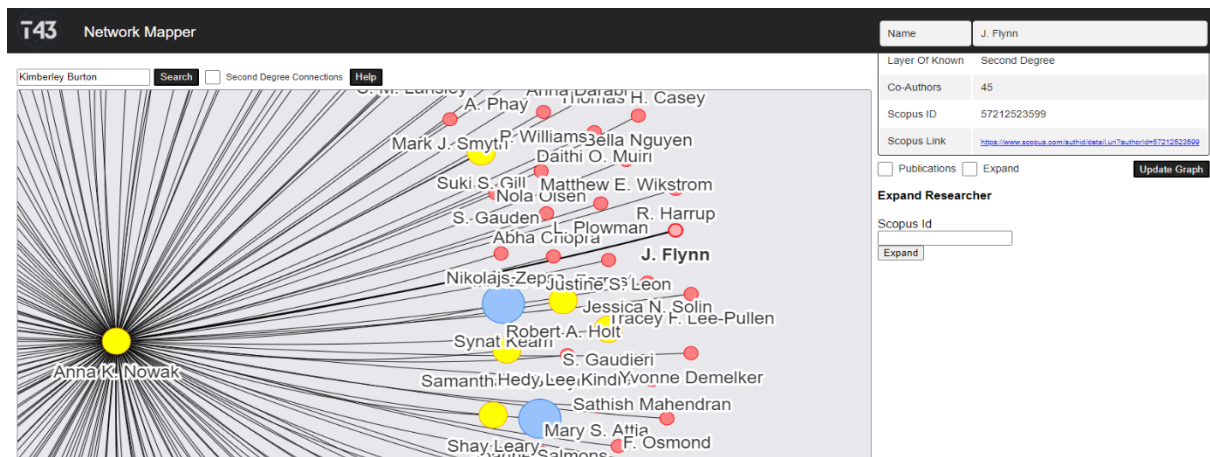 T43 Network Mapper
Name J. Flynn
Layer Of Known Second Degree
Co-Authors 45
Scopus ID 57212523599
Scopus Link https://www.scopus.com/authid/detail.uri?authorId=57212523599
Publications Expand Update Graph
Expand Researcher
Scopus Id
Expand
Kimberley Burton Search Second Degree Connections Help
A. Phay
Thomas H. Casey
Mark J. Smyth
P. Williams
Bella Nguyen
Daithi O. Muiri
Suki S. Gill
Matthew E. Wikstrom
Nola Olsen
S. Gauden
L. Plowman
R. Harrup
Abha Chopra
J. Flynn
Justine S. Leon
Jessica N. Solin
Tracey F. Lee-Pullen
Robert A. Holt
Synat Keam
S. Gaudieri
Anna K. Nowak
Yvonne Demelker
Sathish Mahendran
Mary S. Attia
F. Osmond
Shay Leary